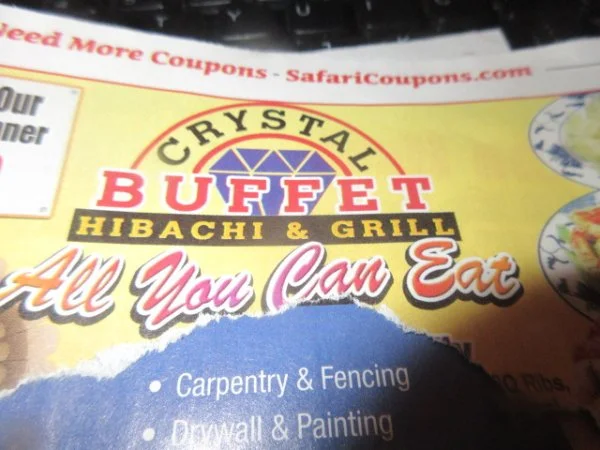 Need More Coupons - SafariCoupons.com
Our
CRYSTAL
BUFFET
HIBACHI & GRILL
All You Can Eat
Ribs,
• Carpentry & Fencing
• Drywall & Painting